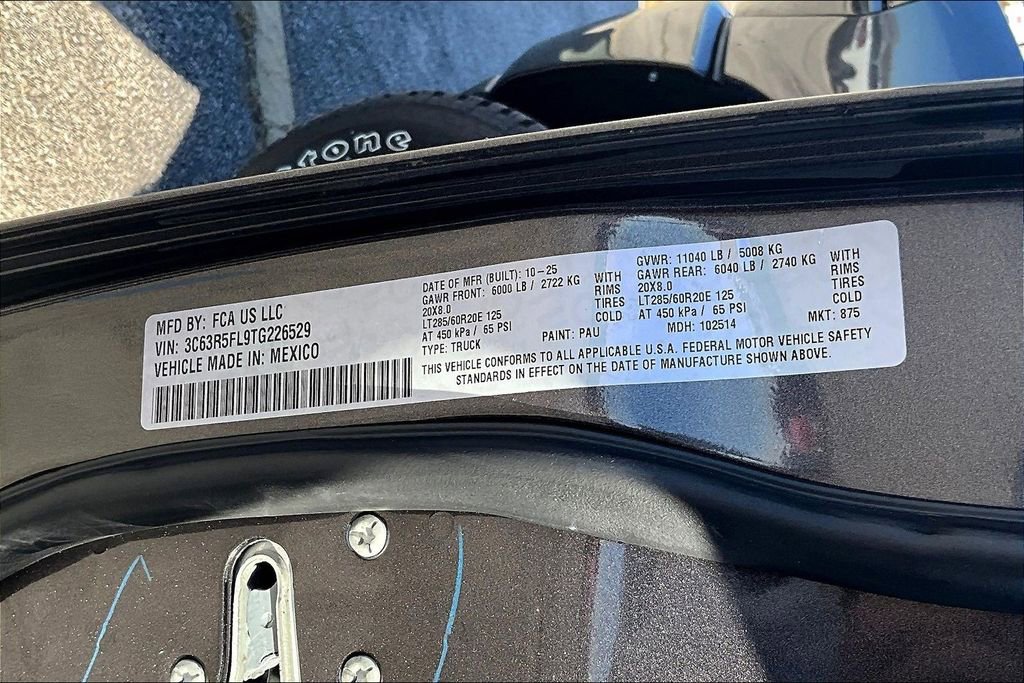 stone
MFD BY: FCA US LLC
VIN: 3C63R5FL9TG226529
VEHICLE MADE IN: MEXICO
DATE OF MFR (BUILT): 10-25
GAWR FRONT: 6000 LB / 2722 KG WITH
20X8.0 RIMS
LT285/60R20E 125 TIRES
AT 450 kPa / 65 PSI COLD
TYPE: TRUCK PAINT: PAU
GVWR: 11040 LB / 5008 KG
GAWR REAR: 6040 LB / 2740 KG WITH
20X8.0 RIMS
LT285/60R20E 125 TIRES
AT 450 kPa / 65 PSI COLD
MDH: 102514 MKT: 875
THIS VEHICLE CONFORMS TO ALL APPLICABLE U.S.A. FEDERAL MOTOR VEHICLE SAFETY
STANDARDS IN EFFECT ON THE DATE OF MANUFACTURE SHOWN ABOVE.